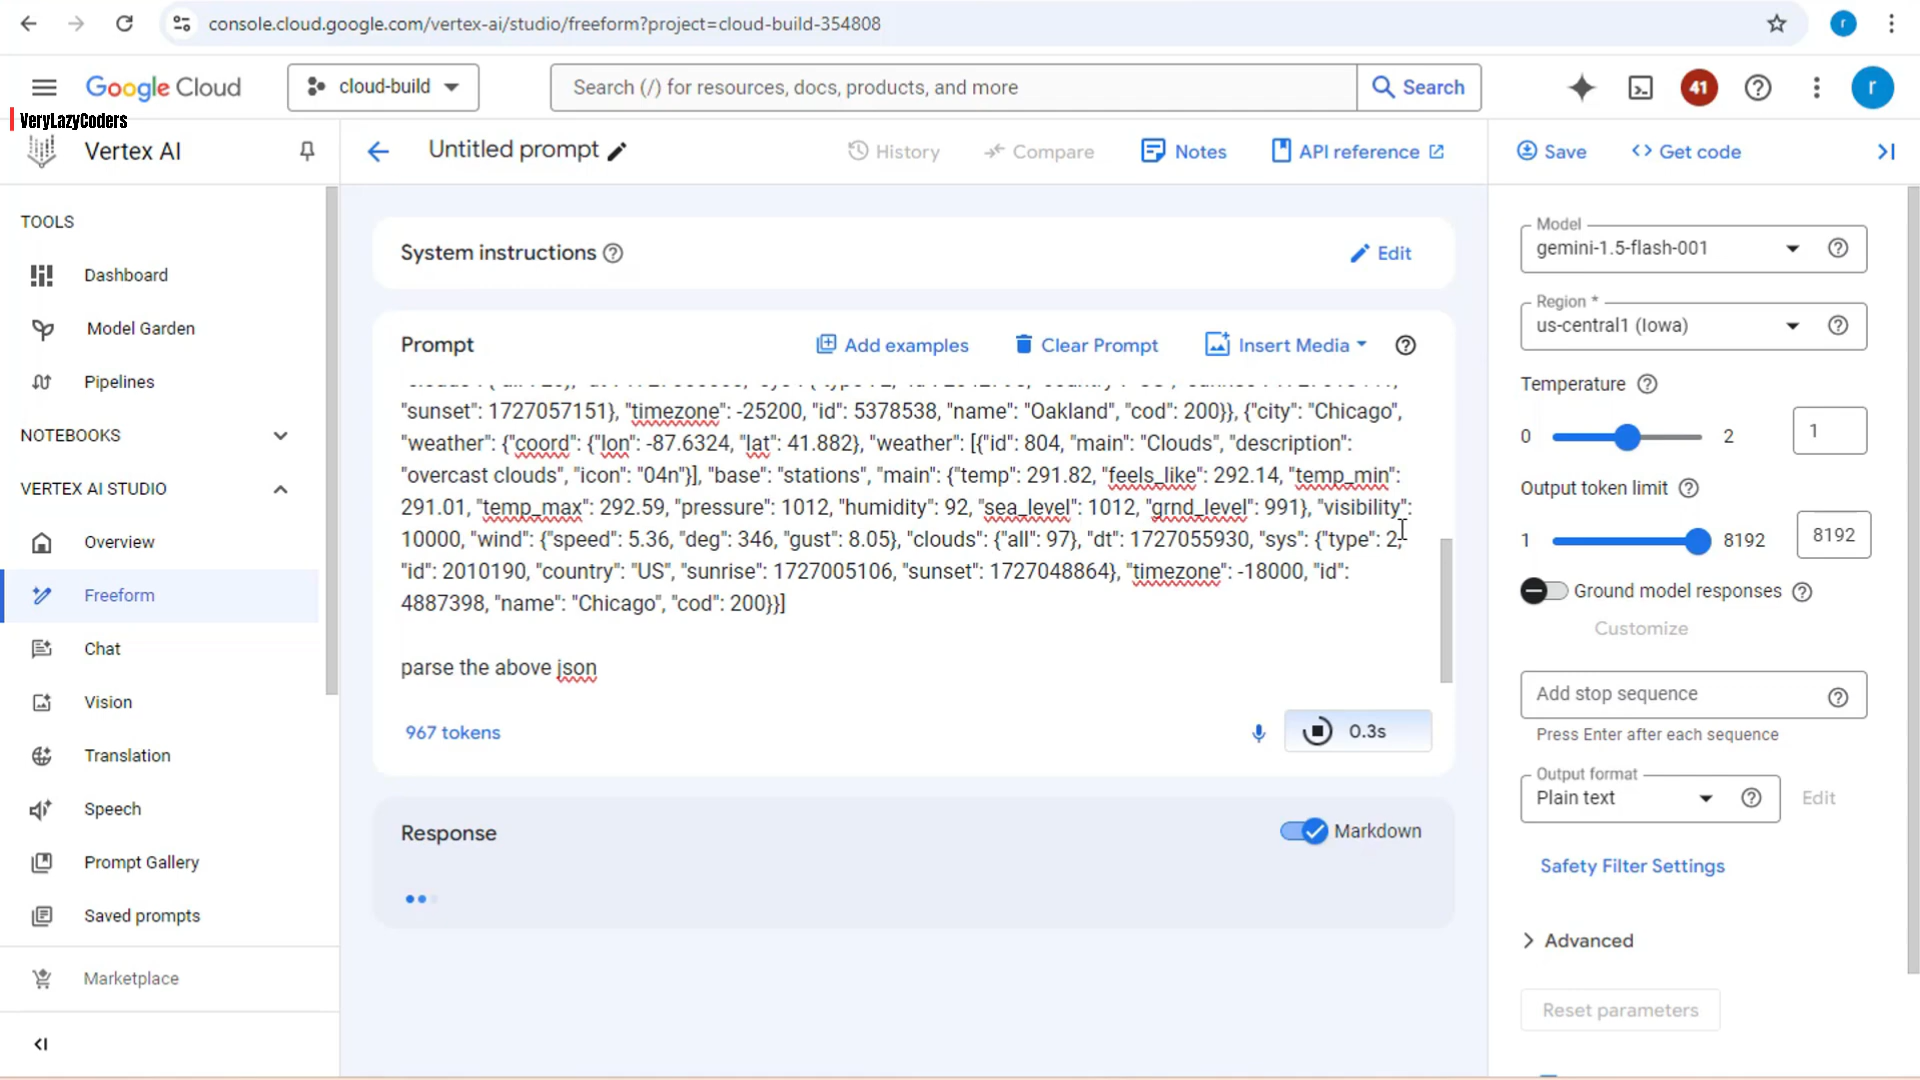 console.cloud.google.com/vertex-ai/studio/freeform?project=cloud-build-354808
r
Google Cloud
cloud-build
Search (/) for resources, docs, products, and more
Search
41
r
VeryLazyCoders
Vertex AI
Untitled prompt
History
Compare
Notes
API reference
Save
Get code
TOOLS
Dashboard
Model Garden
Pipelines
NOTEBOOKS
VERTEX AI STUDIO
Overview
Freeform
Chat
Vision
Translation
Speech
Prompt Gallery
Saved prompts
Marketplace
System instructions
Edit
Prompt
Add examples
Clear Prompt
Insert Media
"sunset": 1727057151}, "timezone": -25200, "id": 5378538, "name": "Oakland", "cod": 200}}, {"city": "Chicago",
"weather": {"coord": {"lon": -87.6324, "lat": 41.882}, "weather": [{"id": 804, "main": "Clouds", "description":
"overcast clouds", "icon": "04n"}], "base": "stations", "main": {"temp": 291.82, "feels_like": 292.14, "temp_min":
291.01, "temp_max": 292.59, "pressure": 1012, "humidity": 92, "sea_level": 1012, "grnd_level": 991}, "visibility":
10000, "wind": {"speed": 5.36, "deg": 346, "gust": 8.05}, "clouds": {"all": 97}, "dt": 1727055930, "sys": {"type": 2,
"id": 2010190, "country": "US", "sunrise": 1727005106, "sunset": 1727048864}, "timezone": -18000, "id":
4887398, "name": "Chicago", "cod": 200}}]
parse the above json
967 tokens
0.3s
Response
Markdown
Model
gemini-1.5-flash-001
Region *
us-central1 (Iowa)
Temperature
0
2
1
Output token limit
1
8192
8192
Ground model responses
Customize
Add stop sequence
Press Enter after each sequence
Output format
Plain text
Edit
Safety Filter Settings
Advanced
Reset parameters